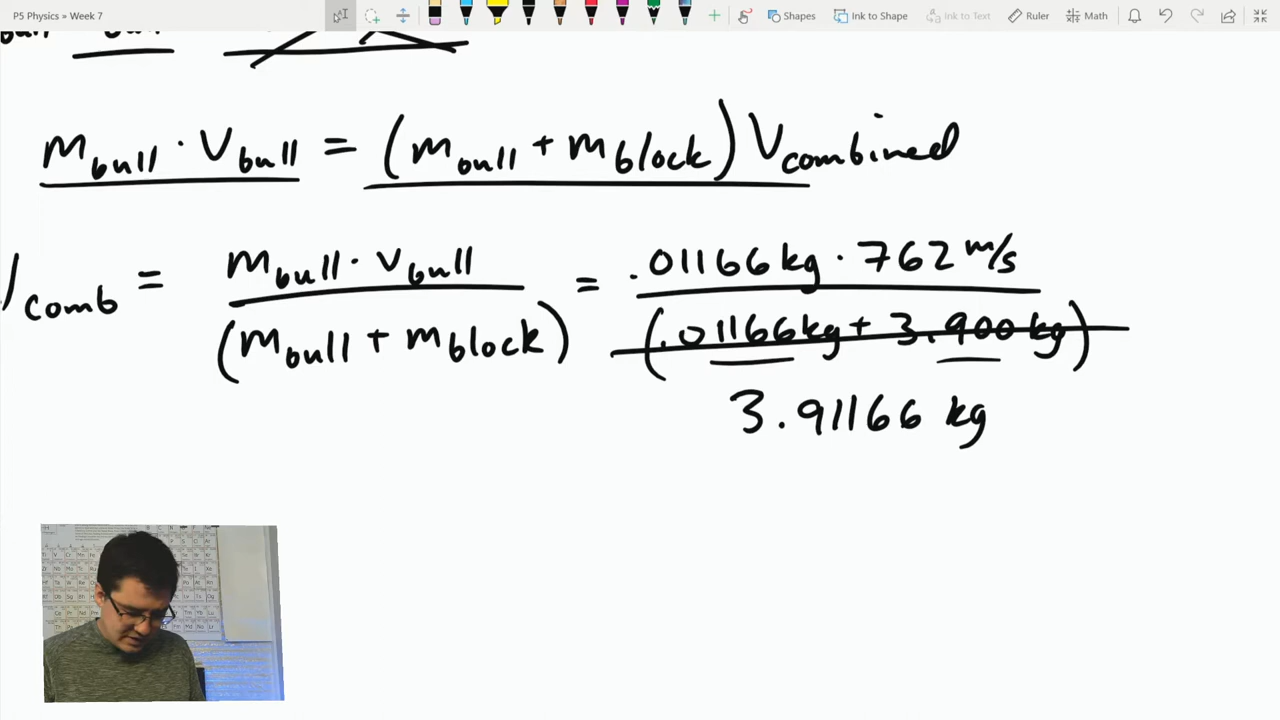 P5 Physics » Week 7
Shapes Ink to Shape Ink to Text Ruler Math
m_bull · v_bull = (m_bull + m_block) V_combined
comb = m_bull · v_bull / (m_bull + m_block) = .01166 kg · 762 m/s / (.01166 kg + 3.900 kg)
3.91166 kg